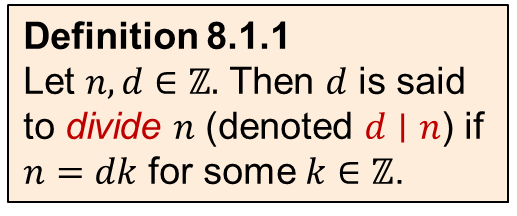 Definition 8.1.1
Let n, d ∈ ℤ. Then d is said
to divide n (denoted d ∣ n) if
n = dk for some k ∈ ℤ.